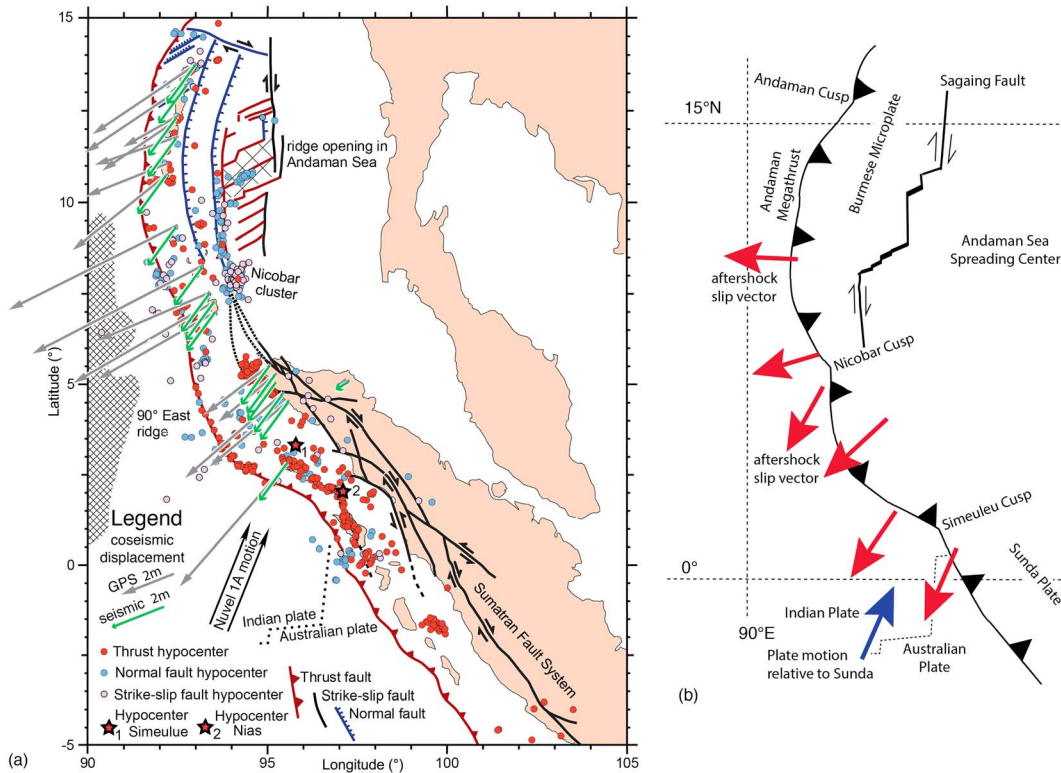 15
10
5
0
-5
90
95
100
105
Latitude (°)
Longitude (°)
ridge opening in
Andaman Sea
Nicobar
cluster
90° East
ridge
1
2
Legend
coseismic
displacement
GPS 2m
seismic 2m
Nuvel 1A motion
Indian plate
Australian plate
Sumatran Fault System
Thrust hypocenter
Normal fault hypocenter
Strike-slip fault hypocenter
Hypocenter
1 Simeulue
Hypocenter
2 Nias
Thrust fault
Strike-slip fault
Normal fault
(a)
Andaman Cusp
Sagaing Fault
15°N
Burmese Microplate
Andaman
Megathrust
Andaman Sea
Spreading Center
aftershock
slip vector
Nicobar Cusp
aftershock
slip vector
Simeuleu Cusp
0°
Sunda Plate
Indian Plate
90°E
Plate motion
relative to Sunda
Australian
Plate
(b)